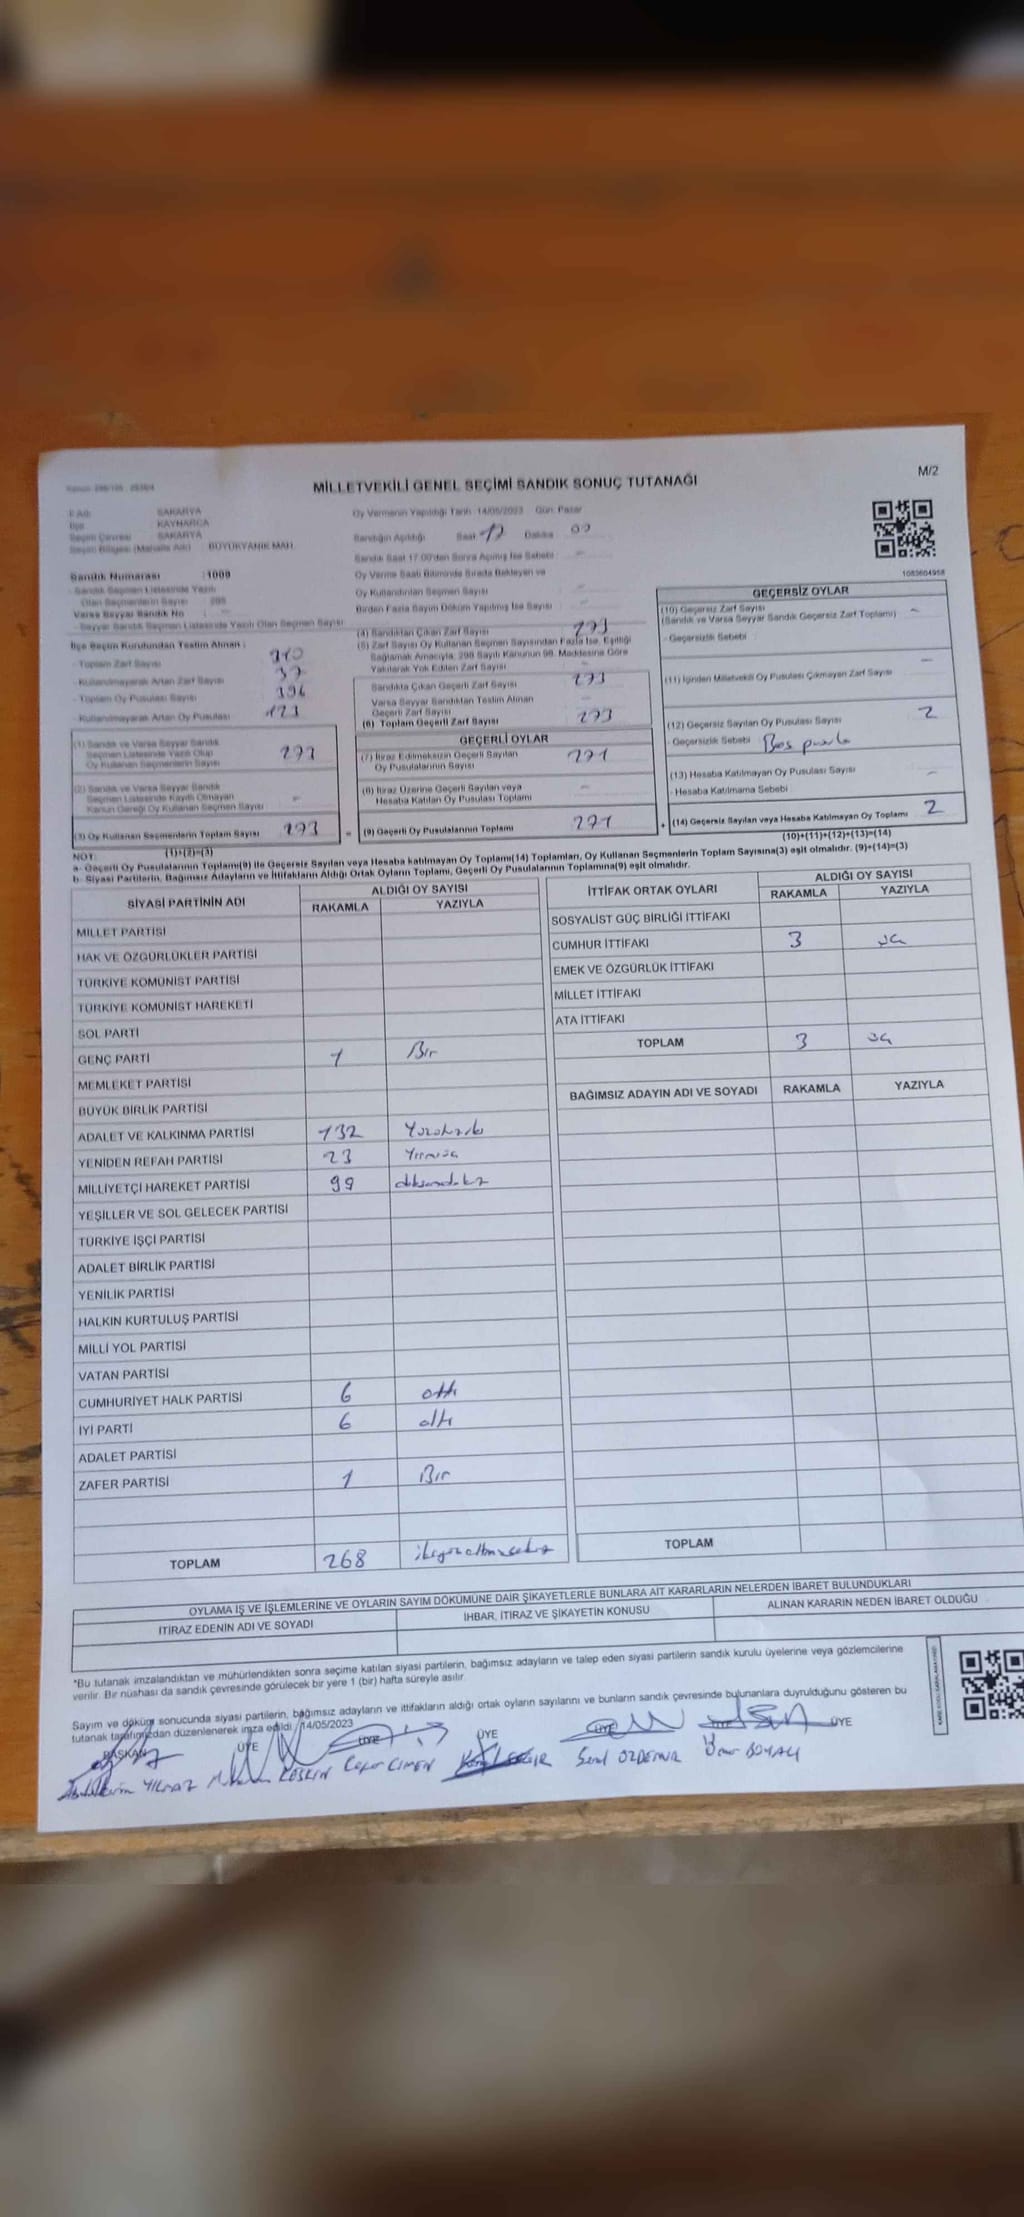 M/2
MİLLETVEKİLİ GENEL SEÇİMİ SANDIK SONUÇ TUTANAĞI
İl Adı: SAKARYA
İlçe: KAYNARCA
Seçim Çevresi SAKARYA
Seçim Bölgesi (Mahalle Adı) BÜYÜKYANIK MAH.
Oy Vermenin Yapıldığı Tarih :14/05/2023 Gün: Pazar
Sandığın Açıldığı Saat 17 Dakika 00
Sandık Saat 17:00'den Sonra Açılmış İse Sebebi
Oy Verme Saati Bitiminde Sırada Bekleyen ve
Oy Kullandırılan Seçmen Sayısı
Birden Fazla Sayım Döküm Yapılmış İse Sayısı
Sandık Numarası : 1009
- Sandık Seçmen Listesinde Yazılı
Olan Seçmenlerin Sayısı
Varsa Seyyar Sandık No
- Seyyar Sandık Seçmen Listesinde Yazılı Olan Seçmen Sayısı
İlçe Seçim Kurulundan Teslim Alınan :
- Toplam Zarf Sayısı 310
- Kullanılmayarak Artan Zarf Sayısı 37
- Toplam Oy Pusulası Sayısı
- Kullanılmayarak Artan Oy Pusulası
(1) Sandık ve Varsa Seyyar Sandık
Seçmen Listesinde Yazılı Olup
Oy Kullanan Seçmenlerin Sayısı 273
(2) Sandık ve Varsa Seyyar Sandık
Seçmen Listesinde Kayıtlı Olmayan
Kanun Gereği Oy Kullanan Seçmen Sayısı -
(3) Oy Kullanan Seçmenlerin Toplam Sayısı 273
(1)+(2)=(3)
(4) Sandıktan Çıkan Zarf Sayısı 273
(5) Zarf Sayısı Oy Kullanan Seçmen Sayısından Fazla İse, Eşitliği
Sağlamak Amacıyla, 298 Sayılı Kanunun 98. Maddesine Göre
Yakılarak Yok Edilen Zarf Sayısı -
Sandıkta Çıkan Geçerli Zarf Sayısı 273
Varsa Seyyar Sandıktan Teslim Alınan
Geçerli Zarf Sayısı -
(6) Toplam Geçerli Zarf Sayısı 273
GEÇERLİ OYLAR
(7) İtiraz Edilmeksizin Geçerli Sayılan
Oy Pusulalarının Sayısı 271
(8) İtiraz Üzerine Geçerli Sayılan veya
Hesaba Katılan Oy Pusulası Toplamı -
= (9) Geçerli Oy Pusulalarının Toplamı 271
1083604958
GEÇERSİZ OYLAR
(10) Geçersiz Zarf Sayısı
(Sandık ve Varsa Seyyar Sandık Geçersiz Zarf Toplamı) -
- Geçersizlik Sebebi
(11) İçinden Milletvekili Oy Pusulası Çıkmayan Zarf Sayısı -
(12) Geçersiz Sayılan Oy Pusulası Sayısı 2
- Geçersizlik Sebebi Boş pusula
(13) Hesaba Katılmayan Oy Pusulası Sayısı -
- Hesaba Katılmama Sebebi
+ (14) Geçersiz Sayılan veya Hesaba Katılmayan Oy Toplamı 2
(10)+(11)+(12)+(13)=(14)
NOT:
a- Geçerli Oy Pusulalarının Toplamı(9) ile Geçersiz Sayılan veya Hesaba katılmayan Oy Toplamı(14) Toplamları, Oy Kullanan Seçmenlerin Toplam Sayısına(3) eşit olmalıdır. (9)+(14)=(3)
b- Siyasi Partilerin, Bağımsız Adayların ve İttifakların Aldığı Ortak Oyların Toplamı, Geçerli Oy Pusulalarının Toplamına(9) eşit olmalıdır.
SİYASİ PARTİNİN ADI ALDIĞI OY SAYISI
RAKAMLA YAZIYLA
MİLLET PARTİSİ
HAK VE ÖZGÜRLÜKLER PARTİSİ
TÜRKİYE KOMÜNİST PARTİSİ
TÜRKİYE KOMÜNİST HAREKETİ
SOL PARTİ
GENÇ PARTİ 1 Bir
MEMLEKET PARTİSİ
BÜYÜK BİRLİK PARTİSİ
ADALET VE KALKINMA PARTİSİ 132
YENİDEN REFAH PARTİSİ 23
MİLLİYETÇİ HAREKET PARTİSİ 99
YEŞİLLER VE SOL GELECEK PARTİSİ
TÜRKİYE İŞÇİ PARTİSİ
ADALET BİRLİK PARTİSİ
YENİLİK PARTİSİ
HALKIN KURTULUŞ PARTİSİ
MİLLİ YOL PARTİSİ
VATAN PARTİSİ
CUMHURİYET HALK PARTİSİ 6 altı
İYİ PARTİ 6 altı
ADALET PARTİSİ
ZAFER PARTİSİ 1 Bir
TOPLAM 268 ikiyüzaltmışsekiz
İTTİFAK ORTAK OYLARI ALDIĞI OY SAYISI
RAKAMLA YAZIYLA
SOSYALİST GÜÇ BİRLİĞİ İTTİFAKI
CUMHUR İTTİFAKI 3 üç
EMEK VE ÖZGÜRLÜK İTTİFAKI
MİLLET İTTİFAKI
ATA İTTİFAKI
TOPLAM 3 üç
BAĞIMSIZ ADAYIN ADI VE SOYADI RAKAMLA YAZIYLA
TOPLAM
OYLAMA İŞ VE İŞLEMLERİNE VE OYLARIN SAYIM DÖKÜMÜNE DAİR ŞİKAYETLERLE BUNLARA AİT KARARLARIN NELERDEN İBARET BULUNDUKLARI
İTİRAZ EDENİN ADI VE SOYADI İHBAR, İTİRAZ VE ŞİKAYETİN KONUSU ALINAN KARARIN NEDEN İBARET OLDUĞU
"Bu tutanak imzalandıktan ve mühürlendikten sonra seçime katılan siyasi partilerin, bağımsız adayların ve talep eden siyasi partilerin sandık kurulu üyelerine veya gözlemcilerine
verilir. Bir nüshası da sandık çevresinde görülecek bir yere 1 (bir) hafta süreyle asılır.
Sayım ve döküm sonucunda siyasi partilerin, bağımsız adayların ve ittifakların aldığı ortak oyların sayılarını ve bunların sandık çevresinde bulunanlara duyrulduğunu gösteren bu
tutanak tarafımızdan düzenlenerek imza edildi. 14/05/2023
BAŞKAN ÜYE ÜYE ÜYE ÜYE ÜYE
YILMAZ KESKİN Cafer ÇİMEN ÖZDEMİR Ömer BOYALI